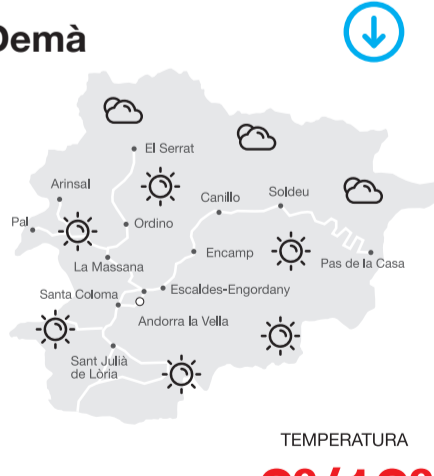 Demà
El Serrat
Arinsal
Canillo
Soldeu
Pal
Ordino
Encamp
La Massana
Pas de la Casa
Santa Coloma
Escaldes-Engordany
Andorra la Vella
Sant Julià
de Lòria
TEMPERATURA